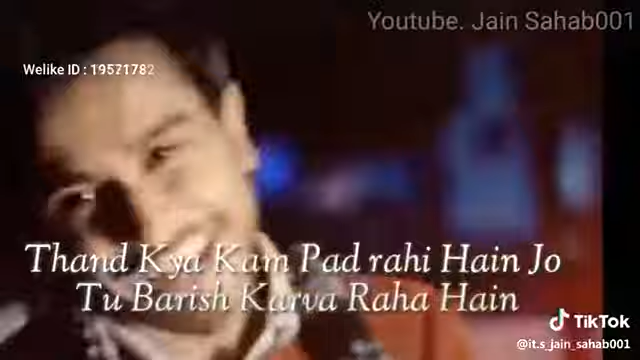 Youtube. Jain Sahab001
Welike ID : 19571782
Thand Kya Kam Pad rahi Hain Jo
Tu Barish Karva Raha Hain
TikTok
@it.s_jain_sahab001